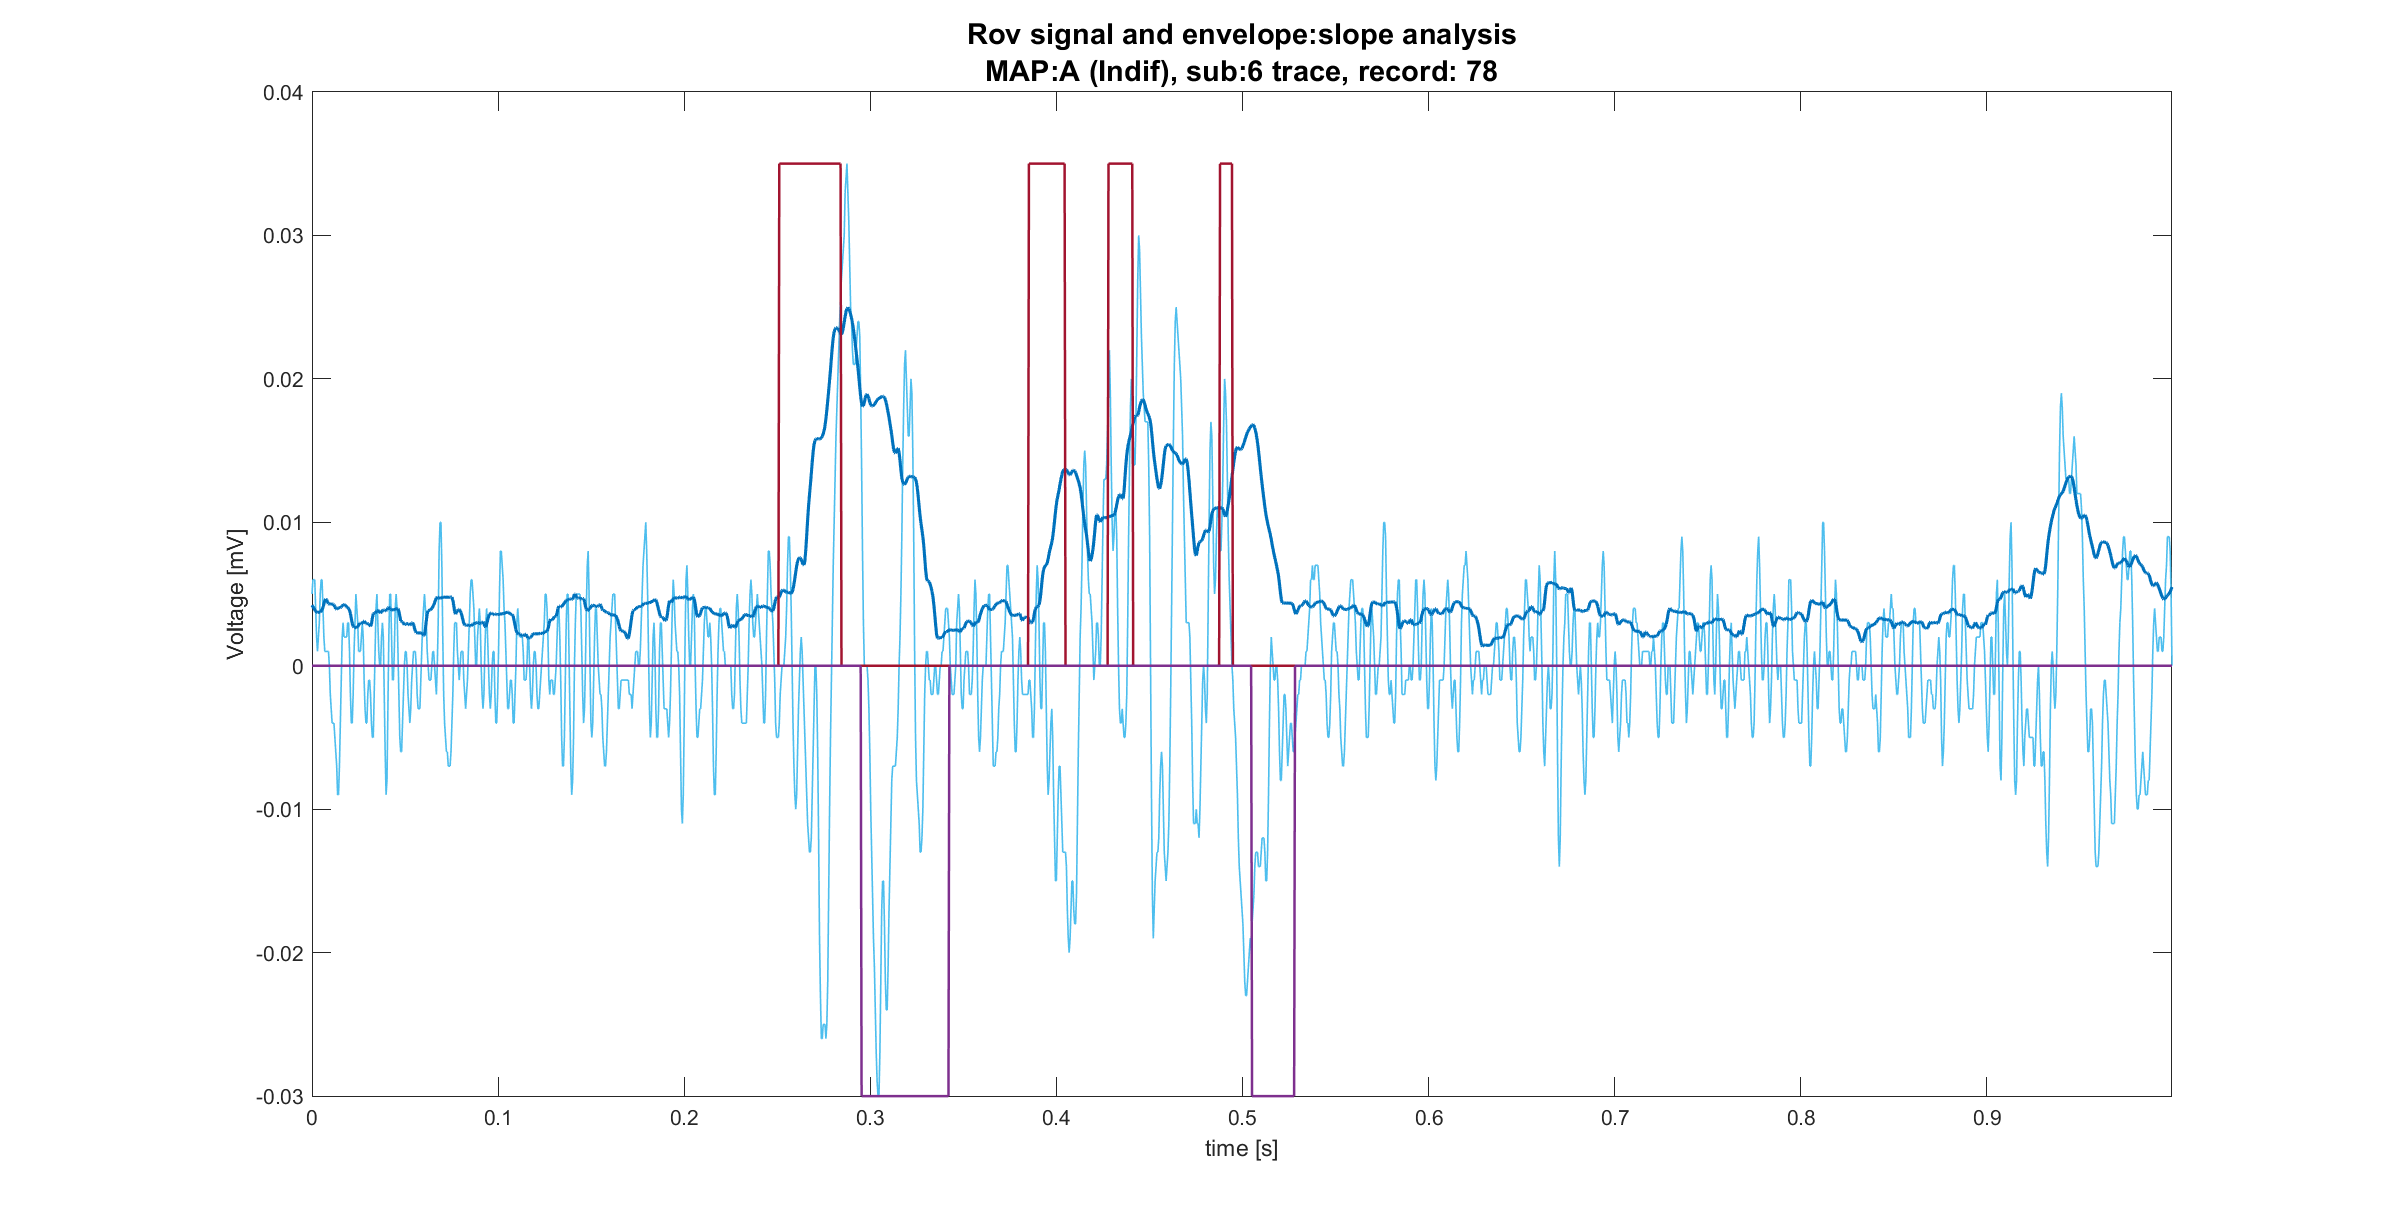 Rov signal and envelope:slope analysis
MAP:A (Indif), sub:6 trace, record: 78
0.04
0.03
0.02
0.01
0
-0.01
-0.02
-0.03
Voltage [mV]
0 0.1 0.2 0.3 0.4 0.5 0.6 0.7 0.8 0.9
time [s]